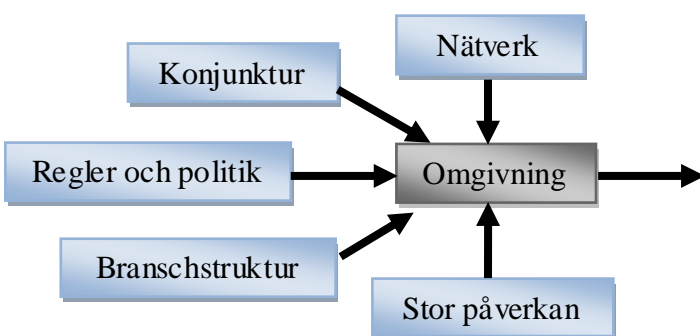 Nätverk
Konjunktur
Regler och politik
Omgivning
Branschstruktur
Stor påverkan